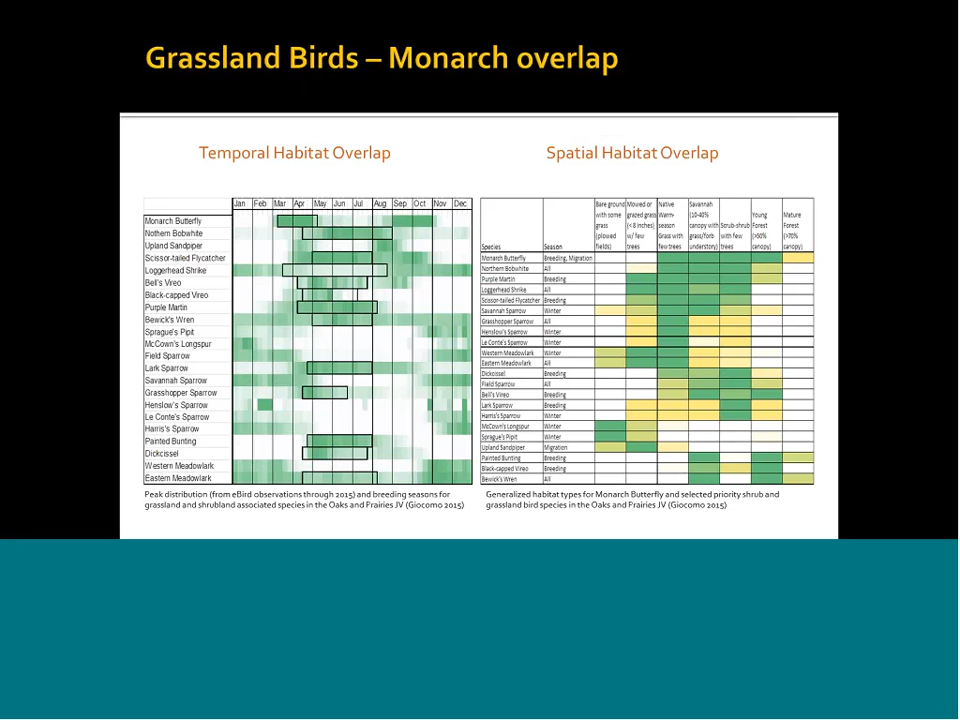 Grassland Birds – Monarch overlap
Temporal Habitat Overlap
Jan Feb Mar Apr May Jun Jul Aug Sep Oct Nov Dec
Monarch Butterfly
Nothern Bobwhite
Upland Sandpiper
Scissor-tailed Flycatcher
Loggerhead Shrike
Bell's Vireo
Black-capped Vireo
Purple Martin
Bewick's Wren
Sprague's Pipit
McCown's Longspur
Field Sparrow
Lark Sparrow
Savannah Sparrow
Grasshopper Sparrow
Henslow's Sparrow
Le Conte's Sparrow
Harris's Sparrow
Painted Bunting
Dickcissel
Western Meadowlark
Eastern Meadowlark
Peak distribution (from eBird observations through 2015) and breeding seasons for
grassland and shrubland associated species in the Oaks and Prairies JV (Giocomo 2015)
Spatial Habitat Overlap
Bare ground Mowed or Native Savannah
with some grazed grass Warm- (10-40%
grass (< 8 inches) season canopy with Scrub-shrub Young Mature
(plowed w/ few Grass with grass/forb with few Forest Forest
fields) trees few trees understory) trees (>60% canopy) (>70% canopy)
Species Season
Monarch Butterfly Breeding, Migration
Northern Bobwhite All
Purple Martin Breeding
Loggerhead Shrike All
Scissor-tailed Flycatcher Breeding
Savannah Sparrow Winter
Grasshopper Sparrow All
Henslow's Sparrow Winter
Le Conte's Sparrow Winter
Western Meadowlark Winter
Eastern Meadowlark All
Dickcissel Breeding
Field Sparrow All
Bell's Vireo Breeding
Lark Sparrow Breeding
Harris's Sparrow Winter
McCown's Longspur Winter
Sprague's Pipit Winter
Upland Sandpiper Migration
Painted Bunting Breeding
Black-capped Vireo Breeding
Bewick's Wren All
Generalized habitat types for Monarch Butterfly and selected priority shrub and
grassland bird species in the Oaks and Prairies JV (Giocomo 2015)